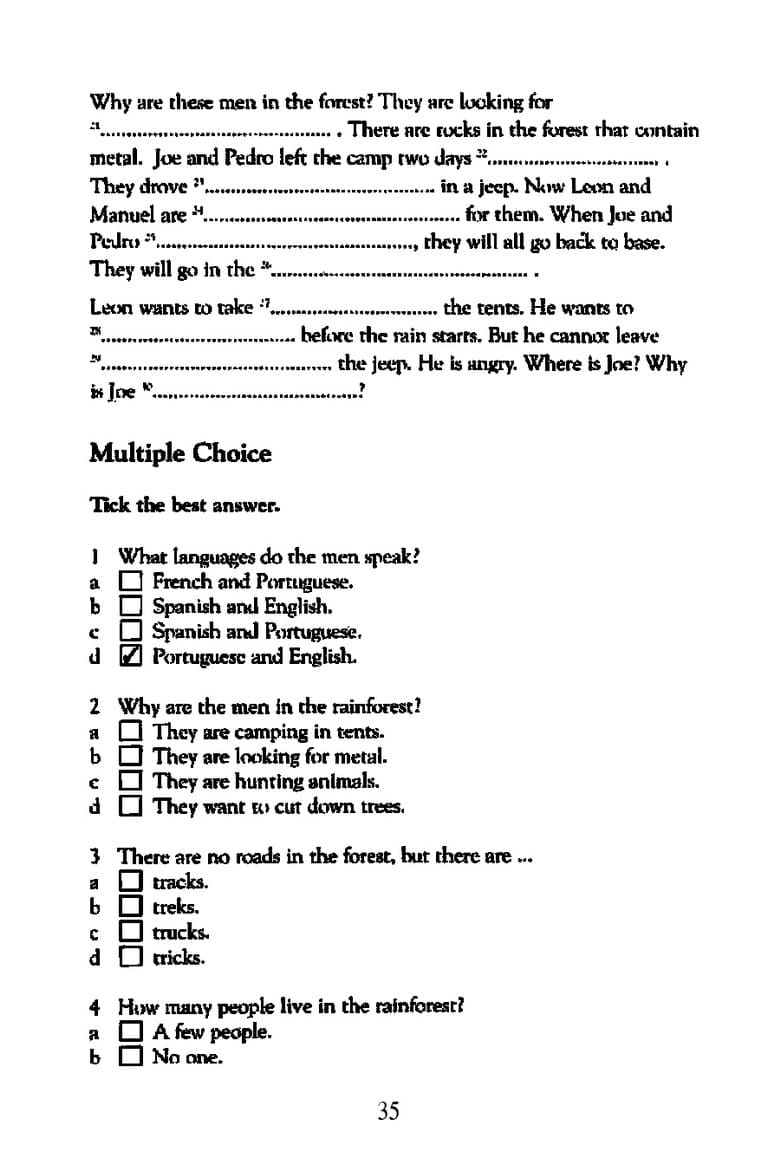 Why are these men in the forest? They are looking for
21........................................ . There are rocks in the forest that contain
metal. Joe and Pedro left the camp two days 22................................ .
They drove ......................................... in a jeep. Now Leon and
Manuel are 24.............................................. for them. When Joe and
Pedro 25.............................................., they will all go back to base.
They will go in the 26.............................................. .
Leon wants to take 27.............................. the tents. He wants to
28................................... before the rain starts. But he cannot leave
29.......................................... the jeep. He is angry. Where is Joe? Why
is Joe 30.....................................?
Multiple Choice
Tick the best answer.
1 What languages do the men speak?
a ☐ French and Portuguese.
b ☐ Spanish and English.
c ☐ Spanish and Portuguese.
d ☑ Portuguese and English.
2 Why are the men in the rainforest?
a ☐ They are camping in tents.
b ☐ They are looking for metal.
c ☐ They are hunting animals.
d ☐ They want to cut down trees.
3 There are no roads in the forest, but there are ...
a ☐ tracks.
b ☐ treks.
c ☐ trucks.
d ☐ tricks.
4 How many people live in the rainforest?
a ☐ A few people.
b ☐ No one.
35